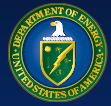 DEPARTMENT OF ENERGY
UNITED STATES OF AMERICA